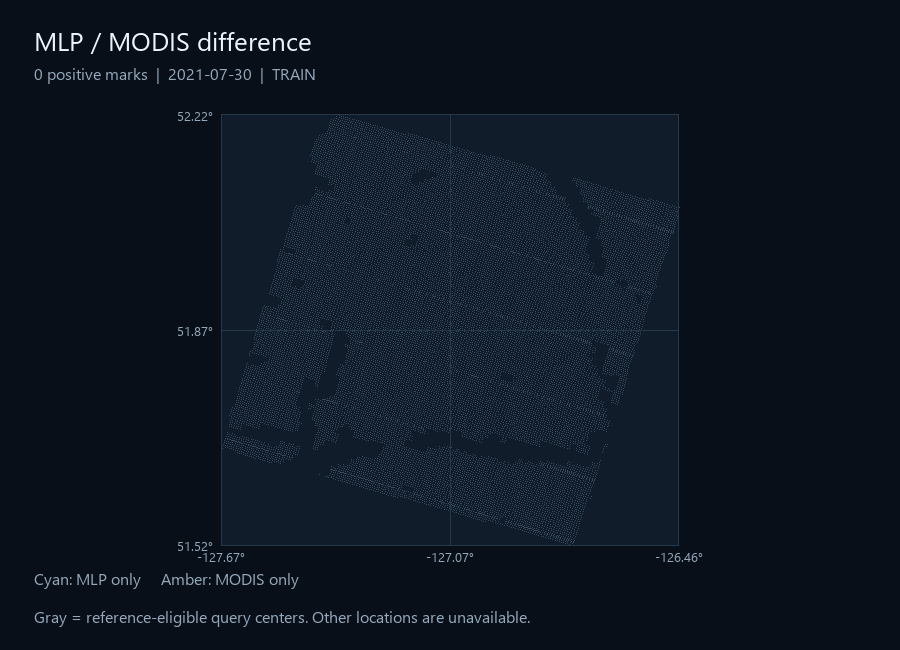 MLP / MODIS difference
0 positive marks | 2021-07-30 | TRAIN
52.22°
51.87°
51.52°
-127.67° -127.07° -126.46°
Cyan: MLP only Amber: MODIS only
Gray = reference-eligible query centers. Other locations are unavailable.